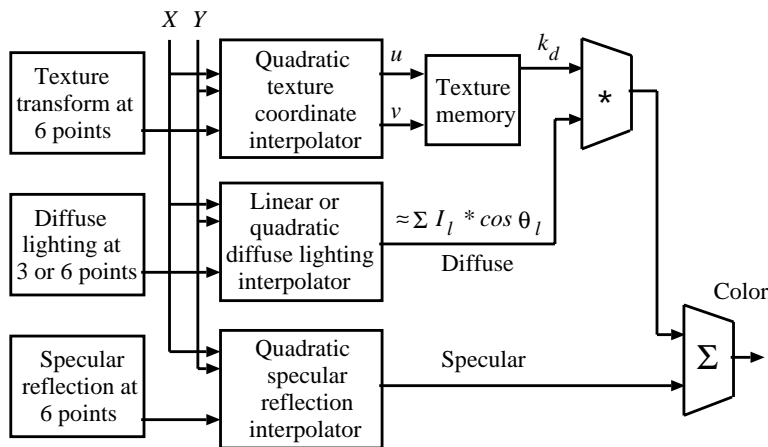 X Y
Texture
transform at
6 points
Quadratic
texture
coordinate
interpolator
u
v
Texture
memory
k_d
*
Diffuse
lighting at
3 or 6 points
Linear or
quadratic
diffuse lighting
interpolator
≈ Σ I_l * cos θ_l
Diffuse
Specular
reflection at
6 points
Quadratic
specular
reflection
interpolator
Specular
Σ
Color